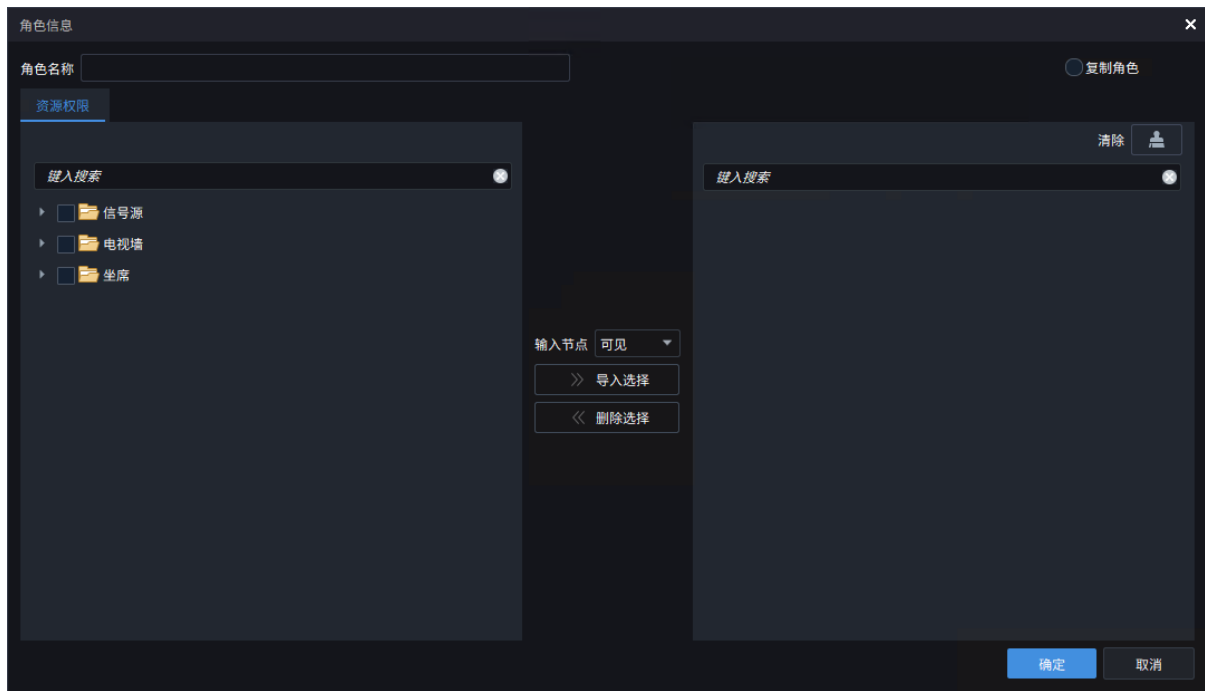 角色信息
角色名称
复制角色
资源权限
清除
键入搜索
键入搜索
信号源
电视墙
坐席
输入节点 可见
导入选择
删除选择
确定 取消